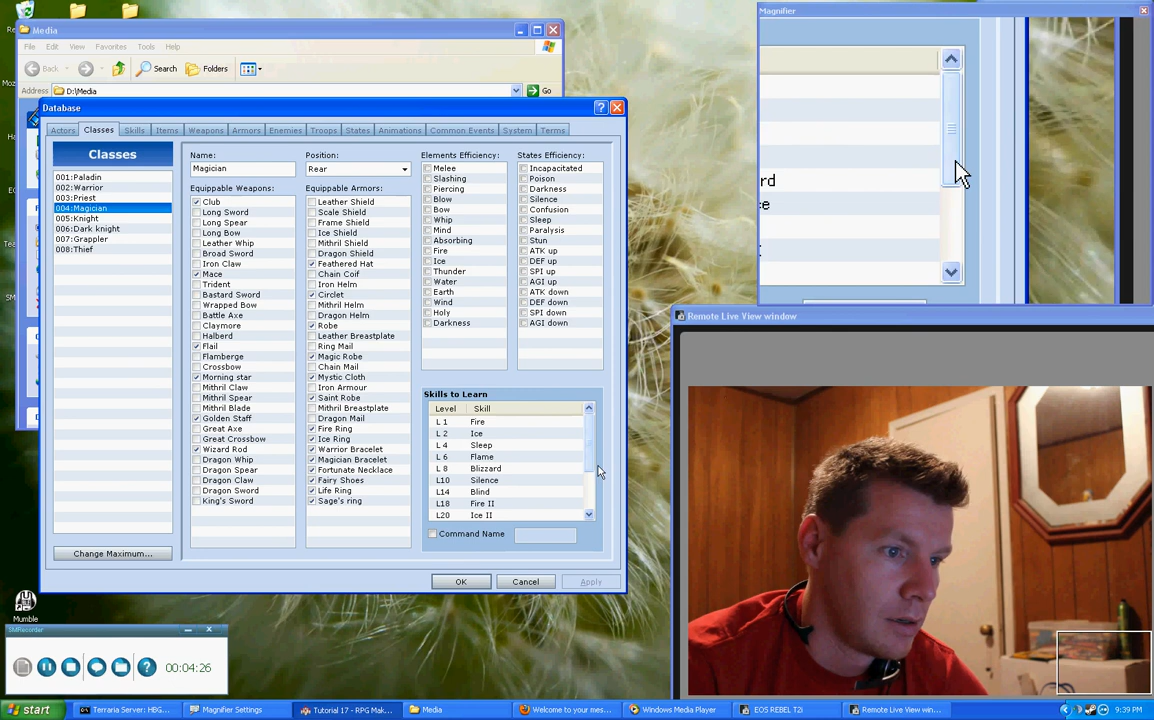 Media
File Edit View Favorites Tools Help
Back Search Folders
Address D:\Media Go
Database
Actors Classes Skills Items Weapons Armors Enemies Troops States Animations Common Events System Terms
Classes
001:Paladin
002:Warrior
003:Priest
004:Magician
005:Knight
006:Dark knight
007:Grappler
008:Thief
Change Maximum...
Name:
Magician
Position:
Rear
Equippable Weapons:
Club
Long Sword
Long Spear
Long Bow
Leather Whip
Broad Sword
Iron Claw
Mace
Trident
Bastard Sword
Wrapped Bow
Battle Axe
Claymore
Halberd
Flail
Flamberge
Crossbow
Morning star
Mithril Claw
Mithril Spear
Mithril Blade
Golden Staff
Great Axe
Great Crossbow
Wizard Rod
Dragon Whip
Dragon Spear
Dragon Claw
Dragon Sword
King's Sword
Equippable Armors:
Leather Shield
Scale Shield
Frame Shield
Ice Shield
Mithril Shield
Dragon Shield
Feathered Hat
Chain Coif
Iron Helm
Circlet
Mithril Helm
Dragon Helm
Robe
Leather Breastplate
Ring Mail
Magic Robe
Chain Mail
Mystic Cloth
Iron Armour
Saint Robe
Mithril Breastplate
Dragon Mail
Fire Ring
Ice Ring
Warrior Bracelet
Magician Bracelet
Fortunate Necklace
Fairy Shoes
Life Ring
Sage's ring
Elements Efficiency:
Melee
Slashing
Piercing
Blow
Bow
Whip
Mind
Absorbing
Fire
Ice
Thunder
Water
Earth
Wind
Holy
Darkness
States Efficiency:
Incapacitated
Poison
Darkness
Silence
Confusion
Sleep
Paralysis
Stun
ATK up
DEF up
SPI up
AGI up
ATK down
DEF down
SPI down
AGI down
Skills to Learn
Level Skill
L 1 Fire
L 2 Ice
L 4 Sleep
L 6 Flame
L 8 Blizzard
L10 Silence
L14 Blind
L18 Fire II
L20 Ice II
Command Name
OK Cancel Apply
Magnifier
rd
ce
Remote Live View window
Mumble
SMRecorder
00:04:26
start Terraria Server: HBG... Magnifier Settings Tutorial 17 - RPG Mak... Media Welcome to your mes... Windows Media Player EOS REBEL T2i Remote Live View win... 9:39 PM